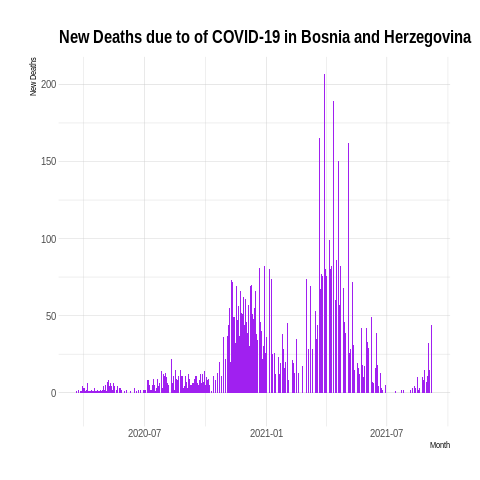 New Deaths due to of COVID-19 in Bosnia and Herzegovina
New Deaths
200
150
100
50
0
2020-07 2021-01 2021-07
Month